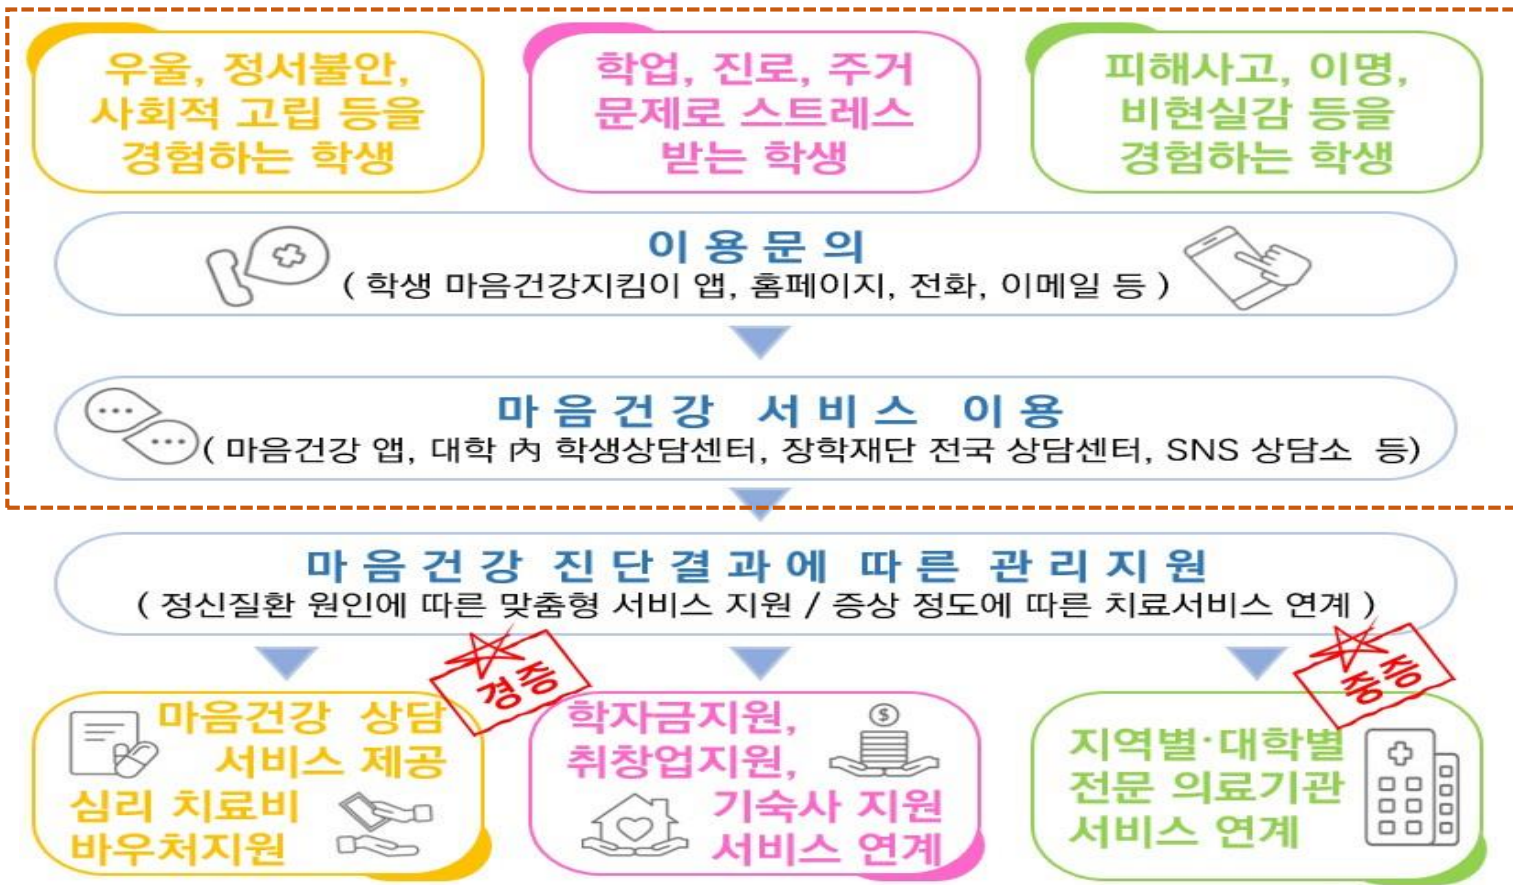 우울, 정서불안,
사회적 고립 등을
경험하는 학생
학업, 진로, 주거
문제로 스트레스
받는 학생
피해사고, 이명,
비현실감 등을
경험하는 학생
이용문의
( 학생 마음건강지킴이 앱, 홈페이지, 전화, 이메일 등 )
마음건강 서비스 이용
( 마음건강 앱, 대학 內 학생상담센터, 장학재단 전국 상담센터, SNS 상담소 등)
마음건강 진단결과에 따른 관리지원
( 정신질환 원인에 따른 맞춤형 서비스 지원 / 증상 정도에 따른 치료서비스 연계 )
경증
중증
마음건강 상담
서비스 제공
심리 치료비
바우처지원
학자금지원,
취창업지원,
기숙사 지원
서비스 연계
$
지역별·대학별
전문 의료기관
서비스 연계